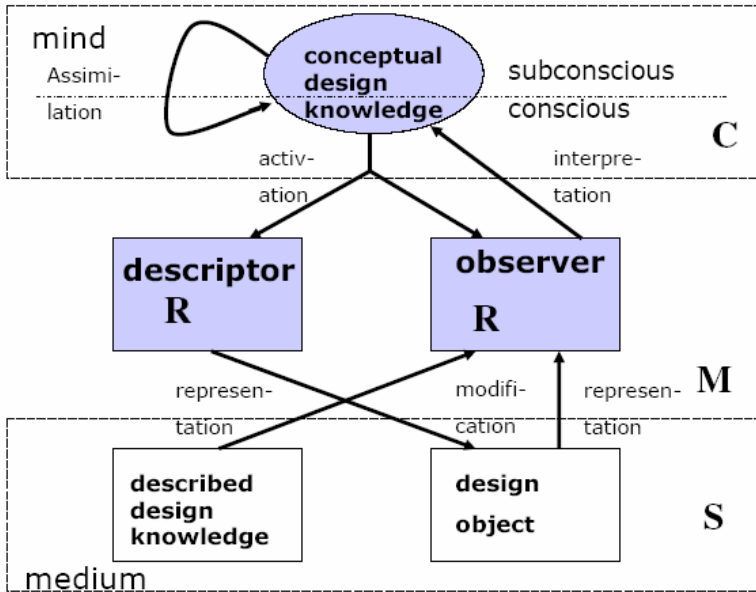 mind
Assimi-
lation
conceptual
design
knowledge
subconscious
conscious
C
activ-
ation
interpre-
tation
descriptor
R
observer
R
M
represen-
tation
modifi-
cation
represen-
tation
described
design
knowledge
design
object
S
medium